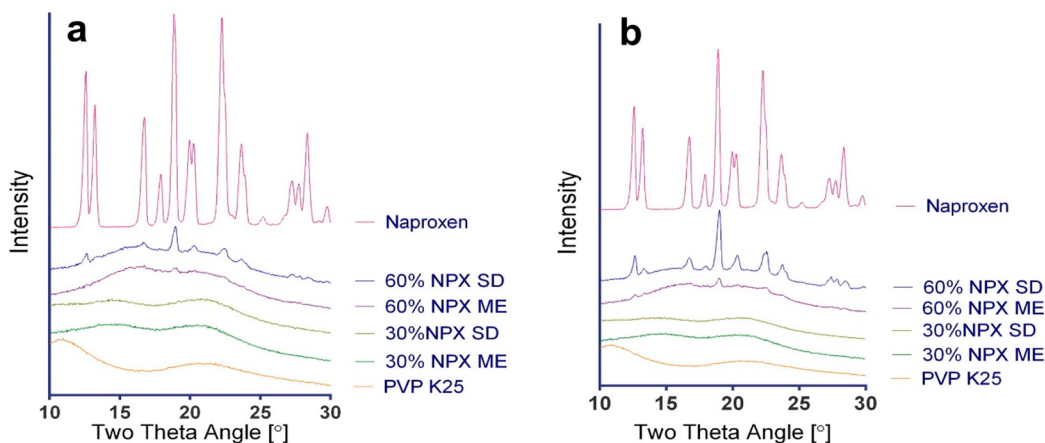 a
Intensity
Naproxen
60% NPX SD
60% NPX ME
30%NPX SD
30% NPX ME
PVP K25
10 15 20 25 30
Two Theta Angle [°]
b
Intensity
Naproxen
60% NPX SD
60% NPX ME
30%NPX SD
30% NPX ME
PVP K25
10 15 20 25 30
Two Theta Angle [°]